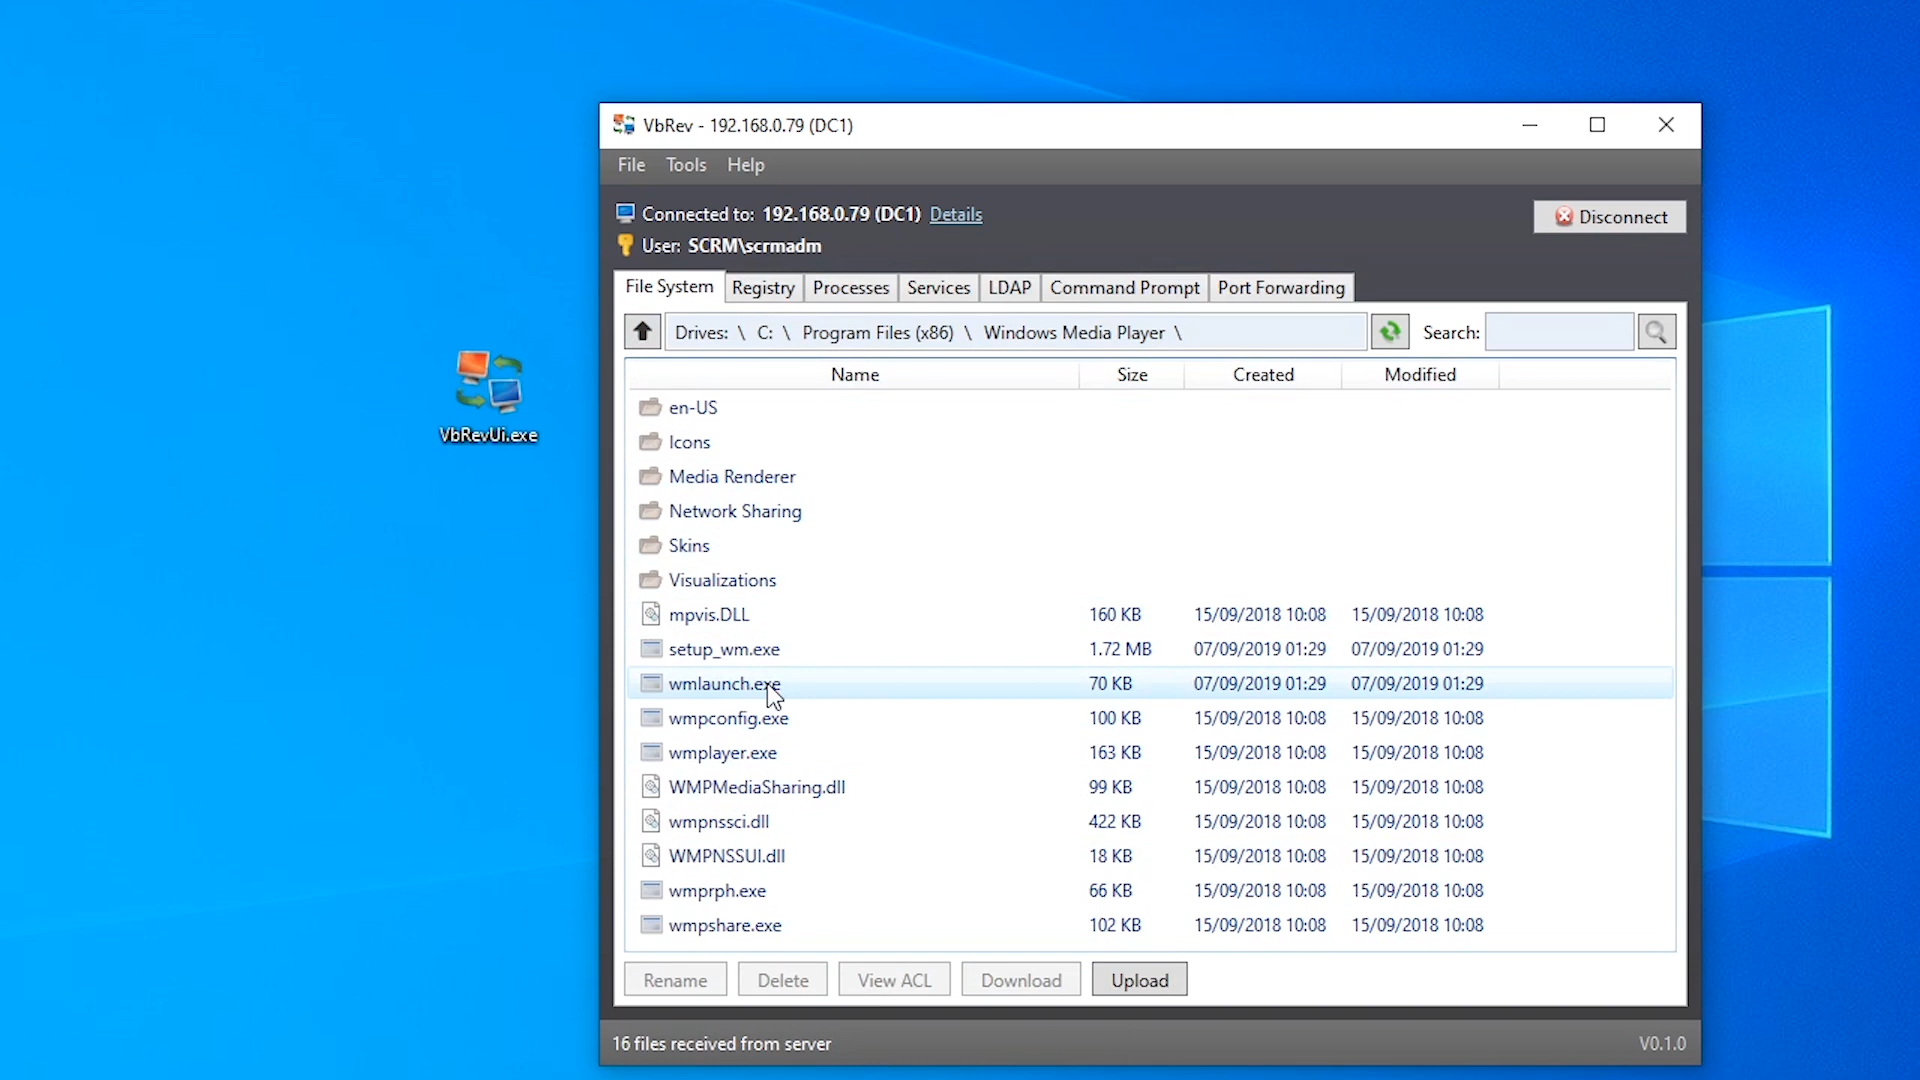 VbRev - 192.168.0.79 (DC1)
File Tools Help
Connected to: 192.168.0.79 (DC1) Details
Disconnect
User: SCRM\scrmadm
File System Registry Processes Services LDAP Command Prompt Port Forwarding
Drives: \ C: \ Program Files (x86) \ Windows Media Player \ Search:
Name Size Created Modified
en-US
Icons
Media Renderer
Network Sharing
Skins
Visualizations
mpvis.DLL 160 KB 15/09/2018 10:08 15/09/2018 10:08
setup_wm.exe 1.72 MB 07/09/2019 01:29 07/09/2019 01:29
wmlaunch.exe 70 KB 07/09/2019 01:29 07/09/2019 01:29
wmpconfig.exe 100 KB 15/09/2018 10:08 15/09/2018 10:08
wmplayer.exe 163 KB 15/09/2018 10:08 15/09/2018 10:08
WMPMediaSharing.dll 99 KB 15/09/2018 10:08 15/09/2018 10:08
wmpnssci.dll 422 KB 15/09/2018 10:08 15/09/2018 10:08
WMPNSSUI.dll 18 KB 15/09/2018 10:08 15/09/2018 10:08
wmprph.exe 66 KB 15/09/2018 10:08 15/09/2018 10:08
wmpshare.exe 102 KB 15/09/2018 10:08 15/09/2018 10:08
Rename Delete View ACL Download Upload
16 files received from server V0.1.0
VbRevUi.exe